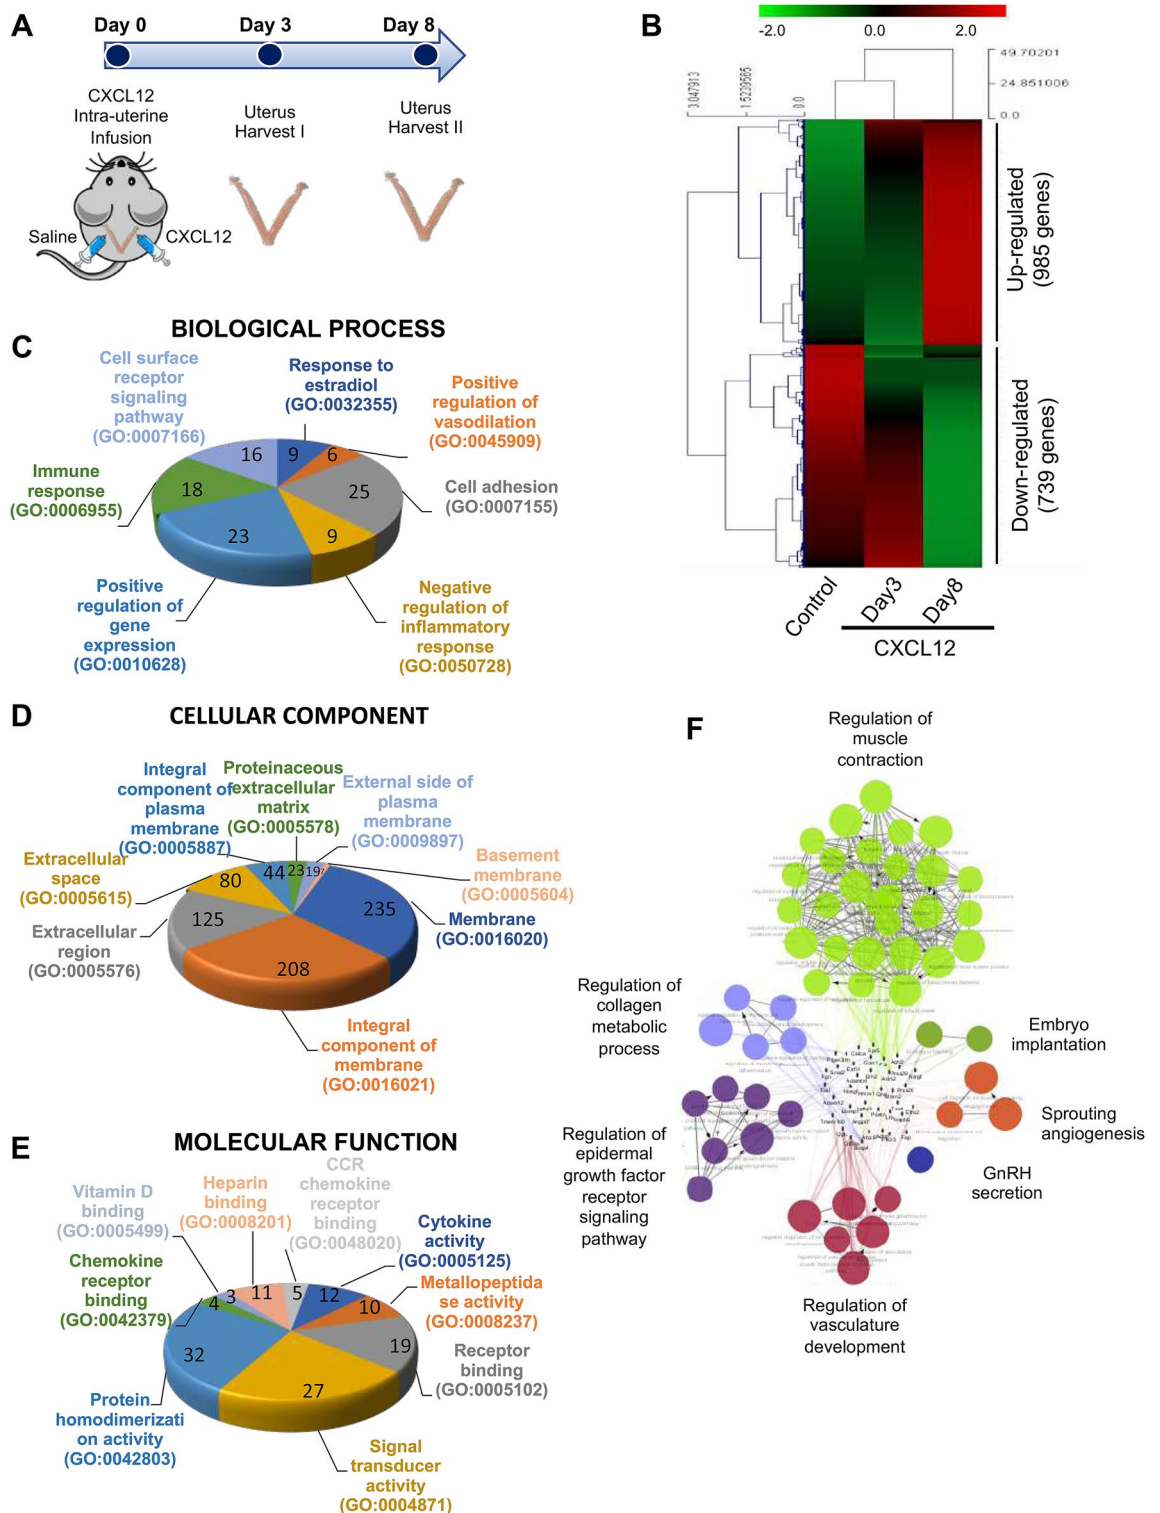 A
Day 0
Day 3
Day 8
CXCL12
Intra-uterine
Infusion
Uterus
Harvest I
Uterus
Harvest II
Saline
CXCL12
B
-2.0
0.0
2.0
49.70201
24.851006
0.0
3.047913
1.5239565
0.0
Up-regulated
(985 genes)
Down-regulated
(739 genes)
Control
Day3
Day8
CXCL12
C
BIOLOGICAL PROCESS
Cell surface
receptor
signaling
pathway
(GO:0007166)
Response to
estradiol
(GO:0032355)
Positive
regulation of
vasodilation
(GO:0045909)
Immune
response
(GO:0006955)
Cell adhesion
(GO:0007155)
16
9
6
18
25
23
9
Positive
regulation of
gene
expression
(GO:0010628)
Negative
regulation of
inflammatory
response
(GO:0050728)
D
CELLULAR COMPONENT
Integral
component of
plasma
membrane
(GO:0005887)
Proteinaceous
extracellular
matrix
(GO:0005578)
External side of
plasma
membrane
(GO:0009897)
Extracellular
space
(GO:0005615)
Basement
membrane
(GO:0005604)
Extracellular
region
(GO:0005576)
Membrane
(GO:0016020)
80
44
23
19
235
125
208
Integral
component of
membrane
(GO:0016021)
E
MOLECULAR FUNCTION
Vitamin D
binding
(GO:0005499)
Heparin
binding
(GO:0008201)
CCR
chemokine
receptor
binding
(GO:0048020)
Cytokine
activity
(GO:0005125)
Chemokine
receptor
binding
(GO:0042379)
Metallopeptida
se activity
(GO:0008237)
4
3
11
5
12
10
32
19
27
Receptor
binding
(GO:0005102)
Protein
homodimerizati
on activity
(GO:0042803)
Signal
transducer
activity
(GO:0004871)
F
Regulation of
muscle
contraction
Regulation of
collagen
metabolic
process
Embryo
implantation
Sprouting
angiogenesis
Regulation of
epidermal
growth factor
receptor
signaling
pathway
GnRH
secretion
Regulation of
vasculature
development